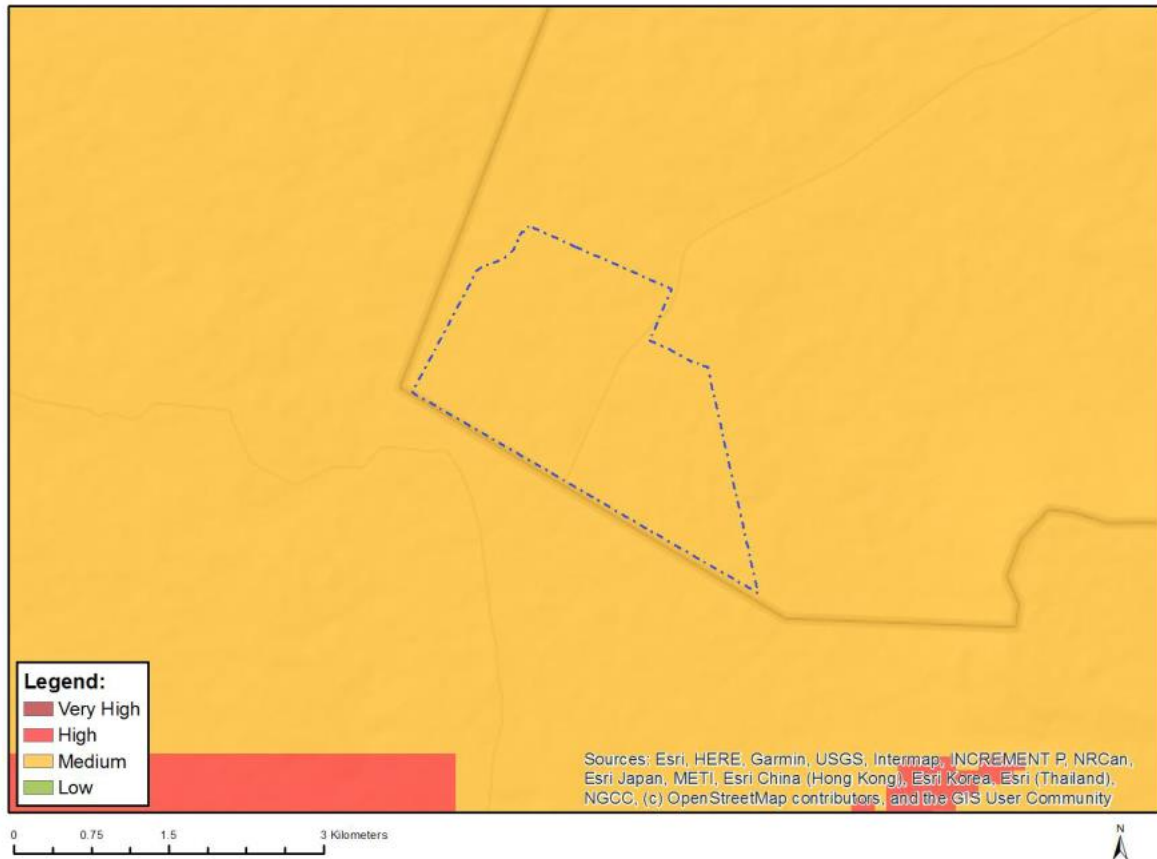 Legend:
Very High
High
Medium
Low
Sources: Esri, HERE, Garmin, USGS, Intermap, INCREMENT P, NRCan,
Esri Japan, METI, Esri China (Hong Kong), Esri Korea, Esri (Thailand),
NGCC, (c) OpenStreetMap contributors, and the GIS User Community
0 0.75 1.5 3 Kilometers
N